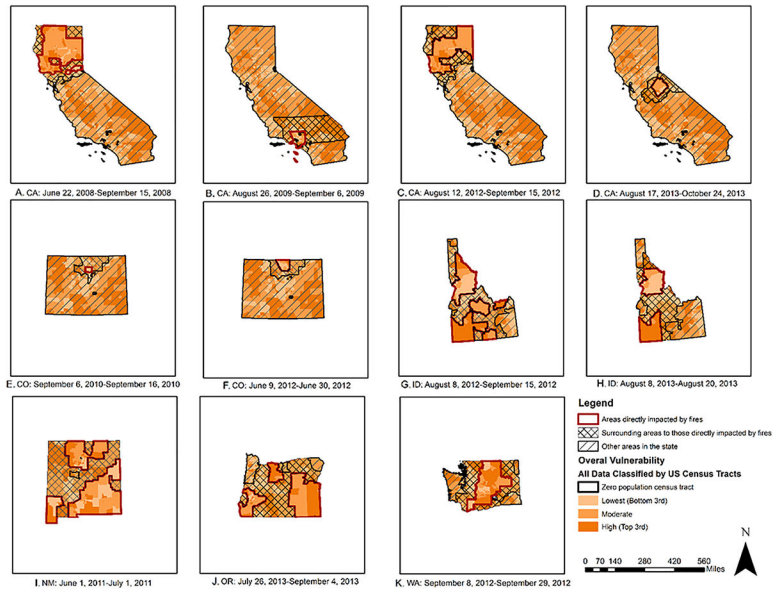 A. CA: June 22, 2008-September 15, 2008
B. CA: August 26, 2009-September 6, 2009
C. CA: August 12, 2012-September 15, 2012
D. CA: August 17, 2013-October 24, 2013
E. CO: September 6, 2010-September 16, 2010
F. CO: June 9, 2012-June 30, 2012
G. ID: August 8, 2012-September 15, 2012
H. ID: August 8, 2013-August 20, 2013
I. NM: June 1, 2011-July 1, 2011
J. OR: July 26, 2013-September 4, 2013
K. WA: September 8, 2012-September 29, 2012
Legend
Areas directly impacted by fires
Surrounding areas to those directly impacted by fires
Other areas in the state
Overal Vulnerability
All Data Classified by US Census Tracts
Zero population census tract
Lowest (Bottom 3rd)
Moderate
High (Top 3rd)
N
0 70 140 280 420 560
Miles